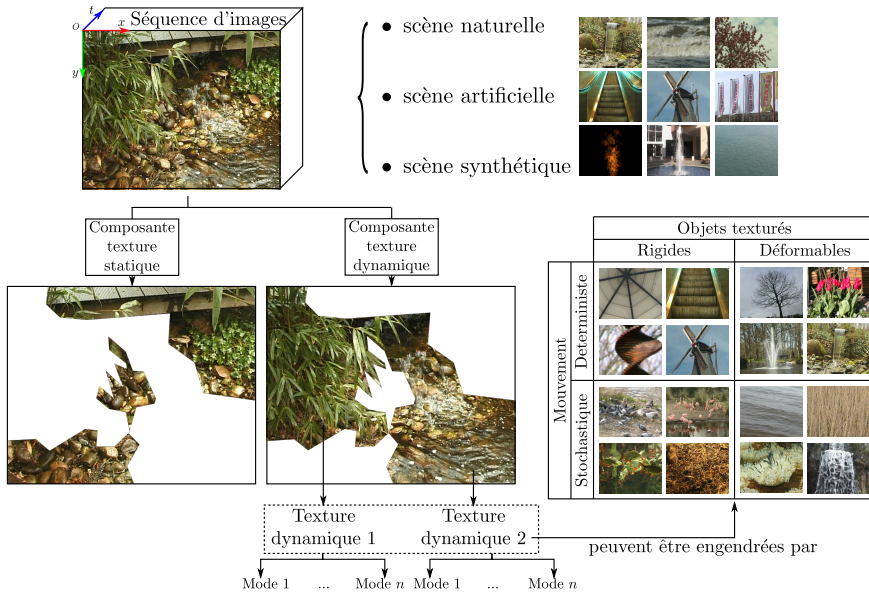 Séquence d'images
t
o
x
y
• scène naturelle
• scène artificielle
• scène synthétique
Composante
texture
statique
Composante
texture
dynamique
Objets texturés
Rigides
Déformables
Mouvement
Deterministe
Stochastique
Texture
dynamique 1
Texture
dynamique 2
peuvent être engendrées par
Mode 1 ... Mode n
Mode 1 ... Mode n